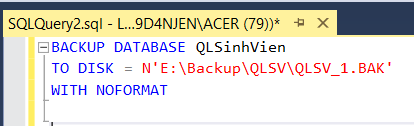 SQLQuery2.sql - L...9D4NJEN\ACER (79))*
BACKUP DATABASE QLSinhVien
TO DISK = N'E:\Backup\QLSV\QLSV_1.BAK'
WITH NOFORMAT